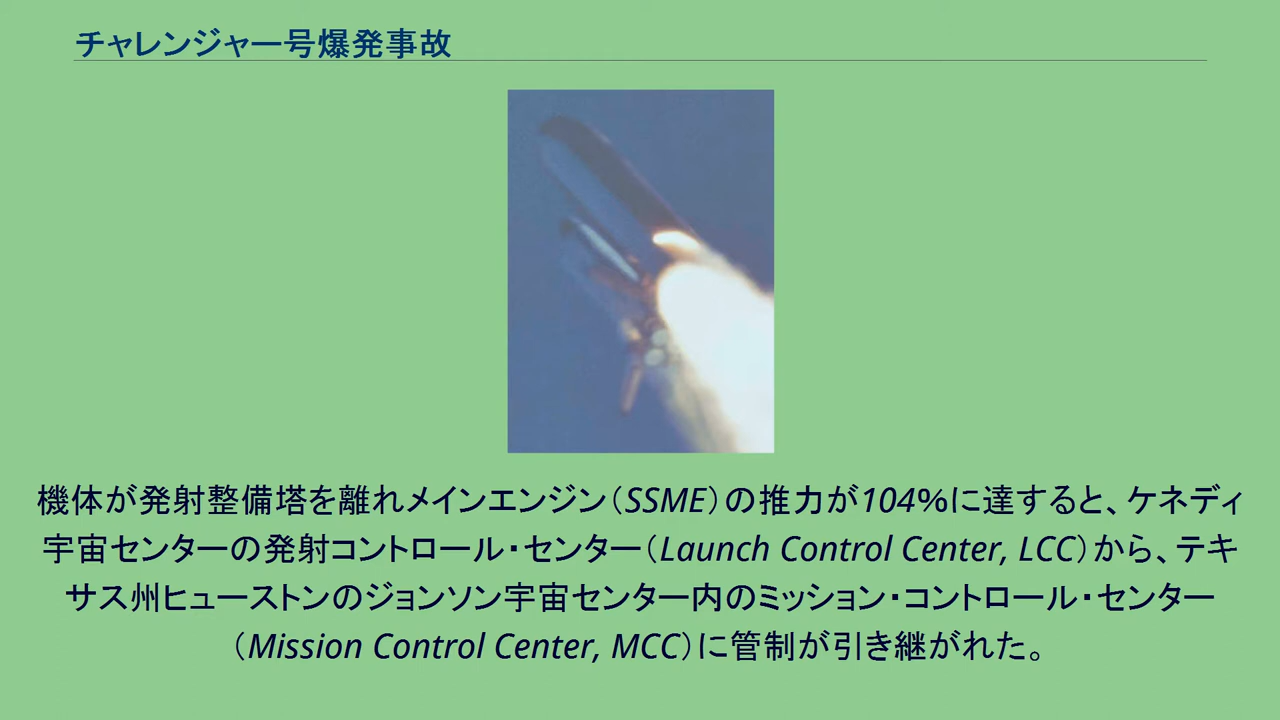 チャレンジャー号爆発事故
機体が発射整備塔を離れメインエンジン(SSME)の推力が104%に達すると、ケネディ
宇宙センターの発射コントロール・センター(Launch Control Center, LCC)から、テキ
サス州ヒューストンのジョンソン宇宙センター内のミッション・コントロール・センター
(Mission Control Center, MCC)に管制が引き継がれた。